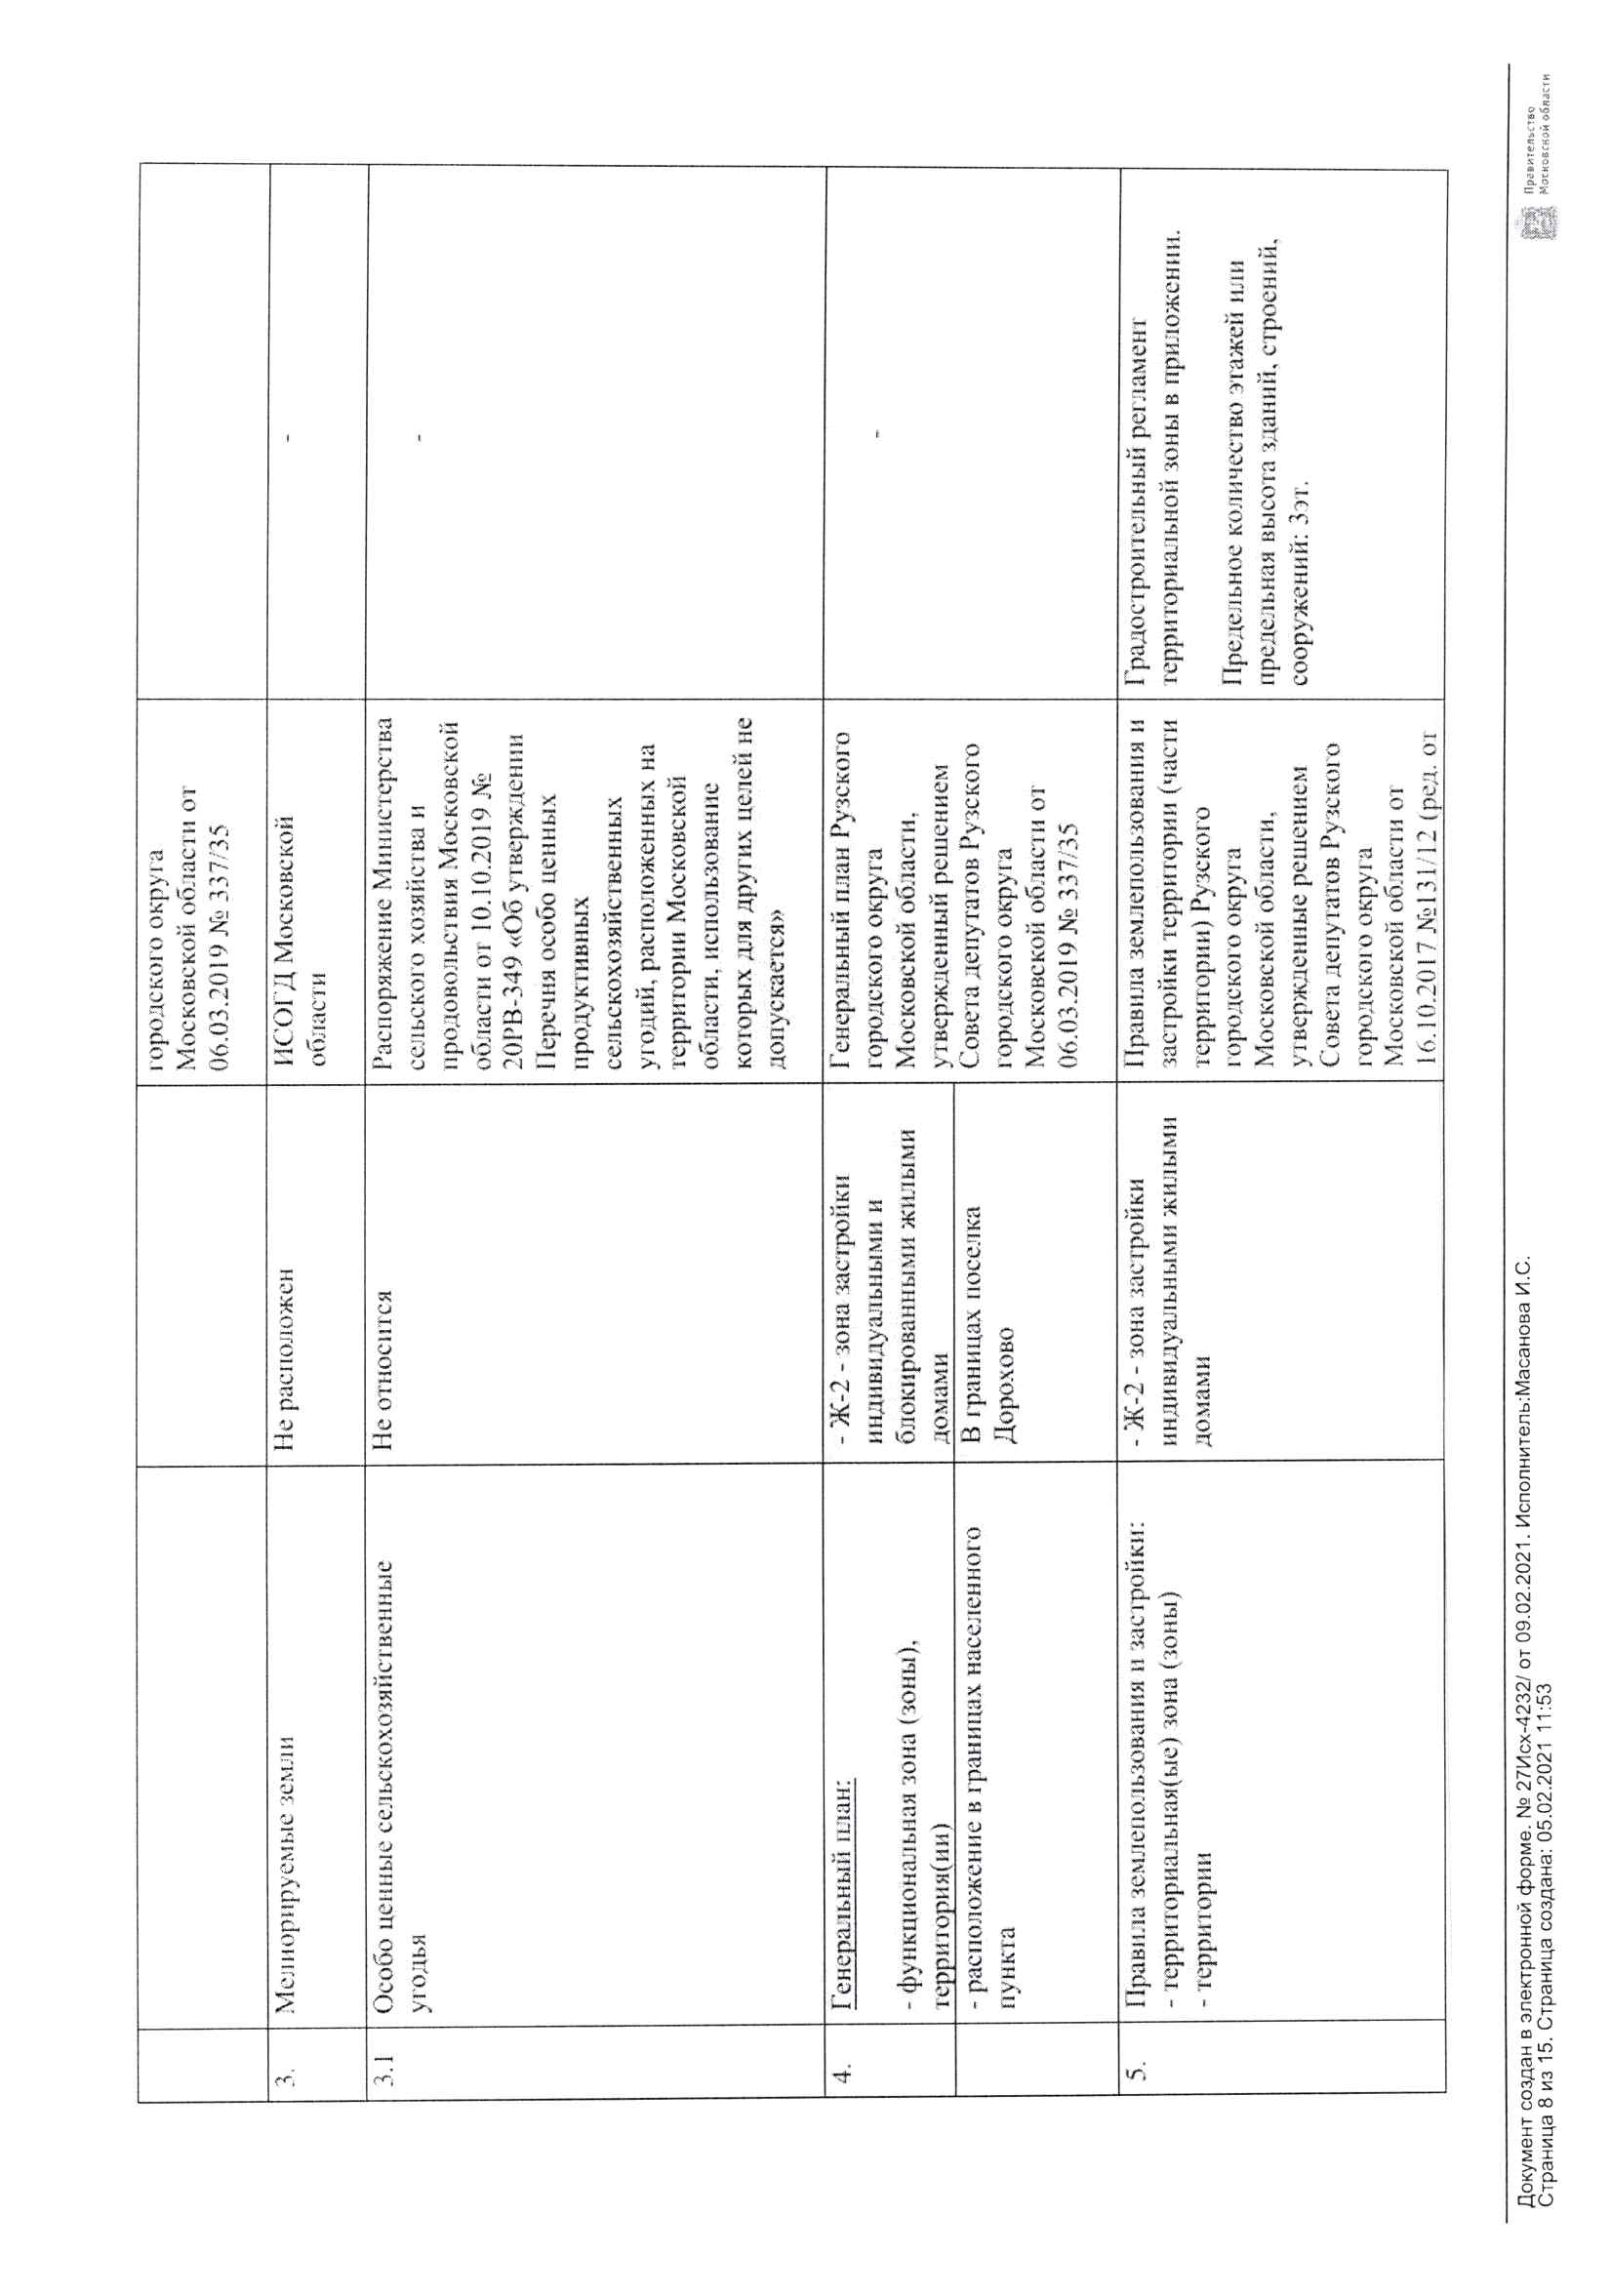 городского округа
Московской области от
06.03.2019 № 337/35
3.
Мелиорируемые земли
Не расположен
ИСОГД Московской
области
-
3.1
Особо ценные сельскохозяйственные
угодья
Не относится
Распоряжение Министерства
сельского хозяйства и
продовольствия Московской
области от 10.10.2019 №
20РВ-349 «Об утверждении
Перечня особо ценных
продуктивных
сельскохозяйственных
угодий, расположенных на
территории Московской
области, использование
которых для других целей не
допускается»
-
4.
Генеральный план:
- функциональная зона (зоны),
территория(ии)
- Ж-2 - зона застройки
индивидуальными и
блокированными жилыми
домами
Генеральный план Рузского
городского округа
Московской области,
утвержденный решением
Совета депутатов Рузского
городского округа
Московской области от
06.03.2019 № 337/35
-
- расположение в границах населенного
пункта
В границах поселка
Дорохово
5.
Правила землепользования и застройки:
- территориальная(ые) зона (зоны)
- территории
- Ж-2 - зона застройки
индивидуальными жилыми
домами
Правила землепользования и
застройки территории (части
территории) Рузского
городского округа
Московской области,
утвержденные решением
Совета депутатов Рузского
городского округа
Московской области от
16.10.2017 №131/12 (ред. от
Градостроительный регламент
территориальной зоны в приложении.
Предельное количество этажей или
предельная высота зданий, строений,
сооружений: 3эт.
Документ создан в электронной форме. № 27Исх-4232/ от 09.02.2021. Исполнитель:Масанова И.С.
Страница 8 из 15. Страница создана: 05.02.2021 11:53
Правительство
Московской области